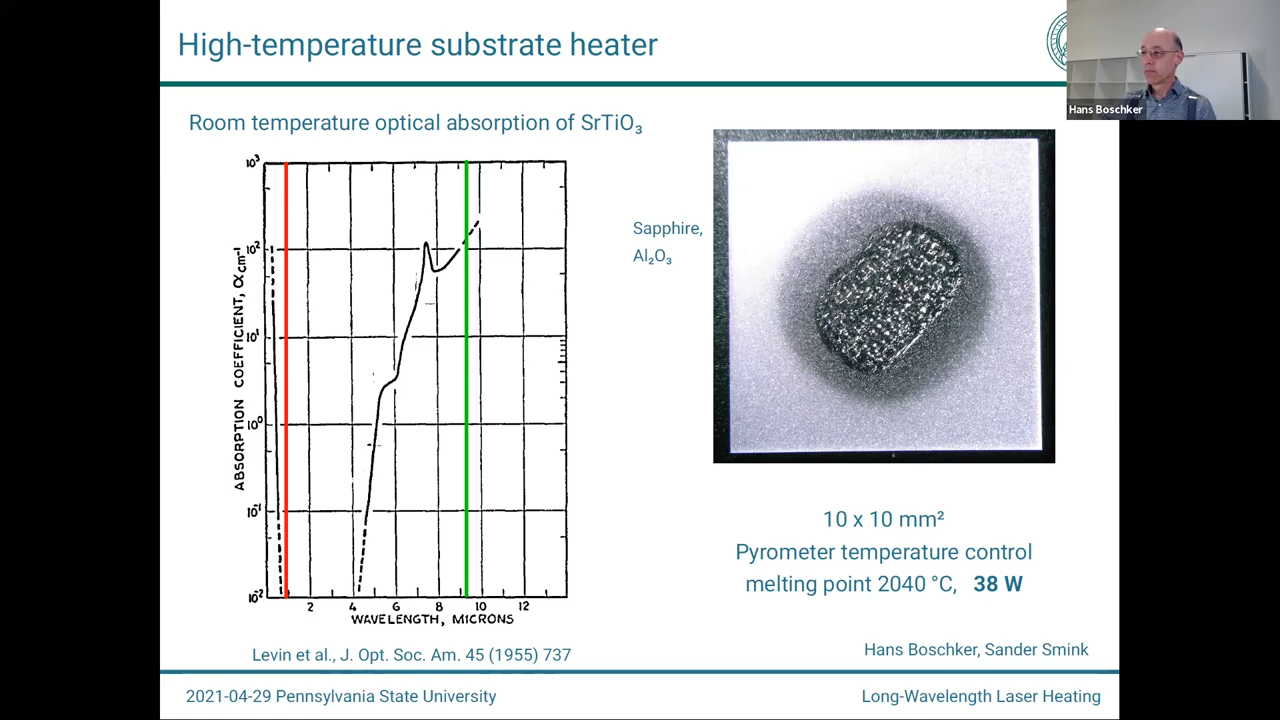 High-temperature substrate heater
Hans Boschker
Room temperature optical absorption of SrTiO₃
10³
10²
10¹
10⁰
10⁻¹
10⁻²
ABSORPTION COEFFICIENT, α cm⁻¹
2 4 6 8 10 12
WAVELENGTH, MICRONS
Levin et al., J. Opt. Soc. Am. 45 (1955) 737
Sapphire,
Al₂O₃
10 x 10 mm²
Pyrometer temperature control
melting point 2040 °C, 38 W
Hans Boschker, Sander Smink
2021-04-29 Pennsylvania State University
Long-Wavelength Laser Heating